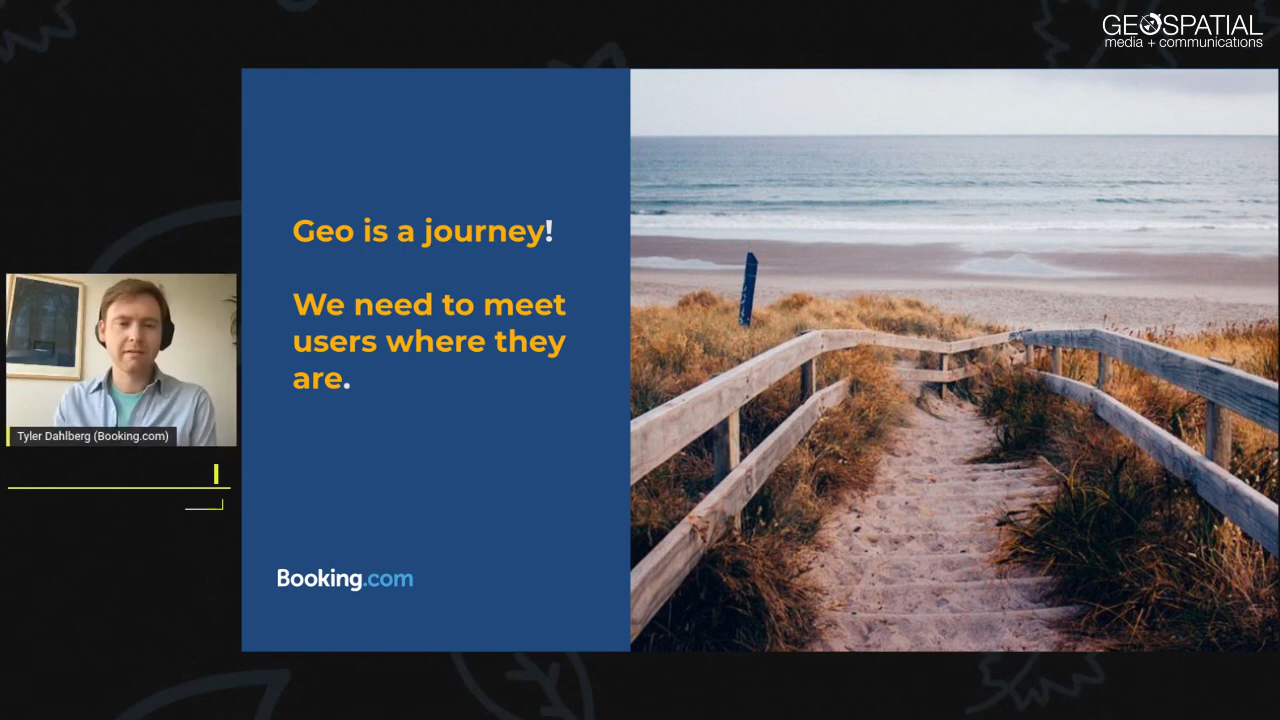 GEOSPATIAL
media + communications
Geo is a journey!
We need to meet
users where they
are.
Tyler Dahlberg (Booking.com)
Booking.com